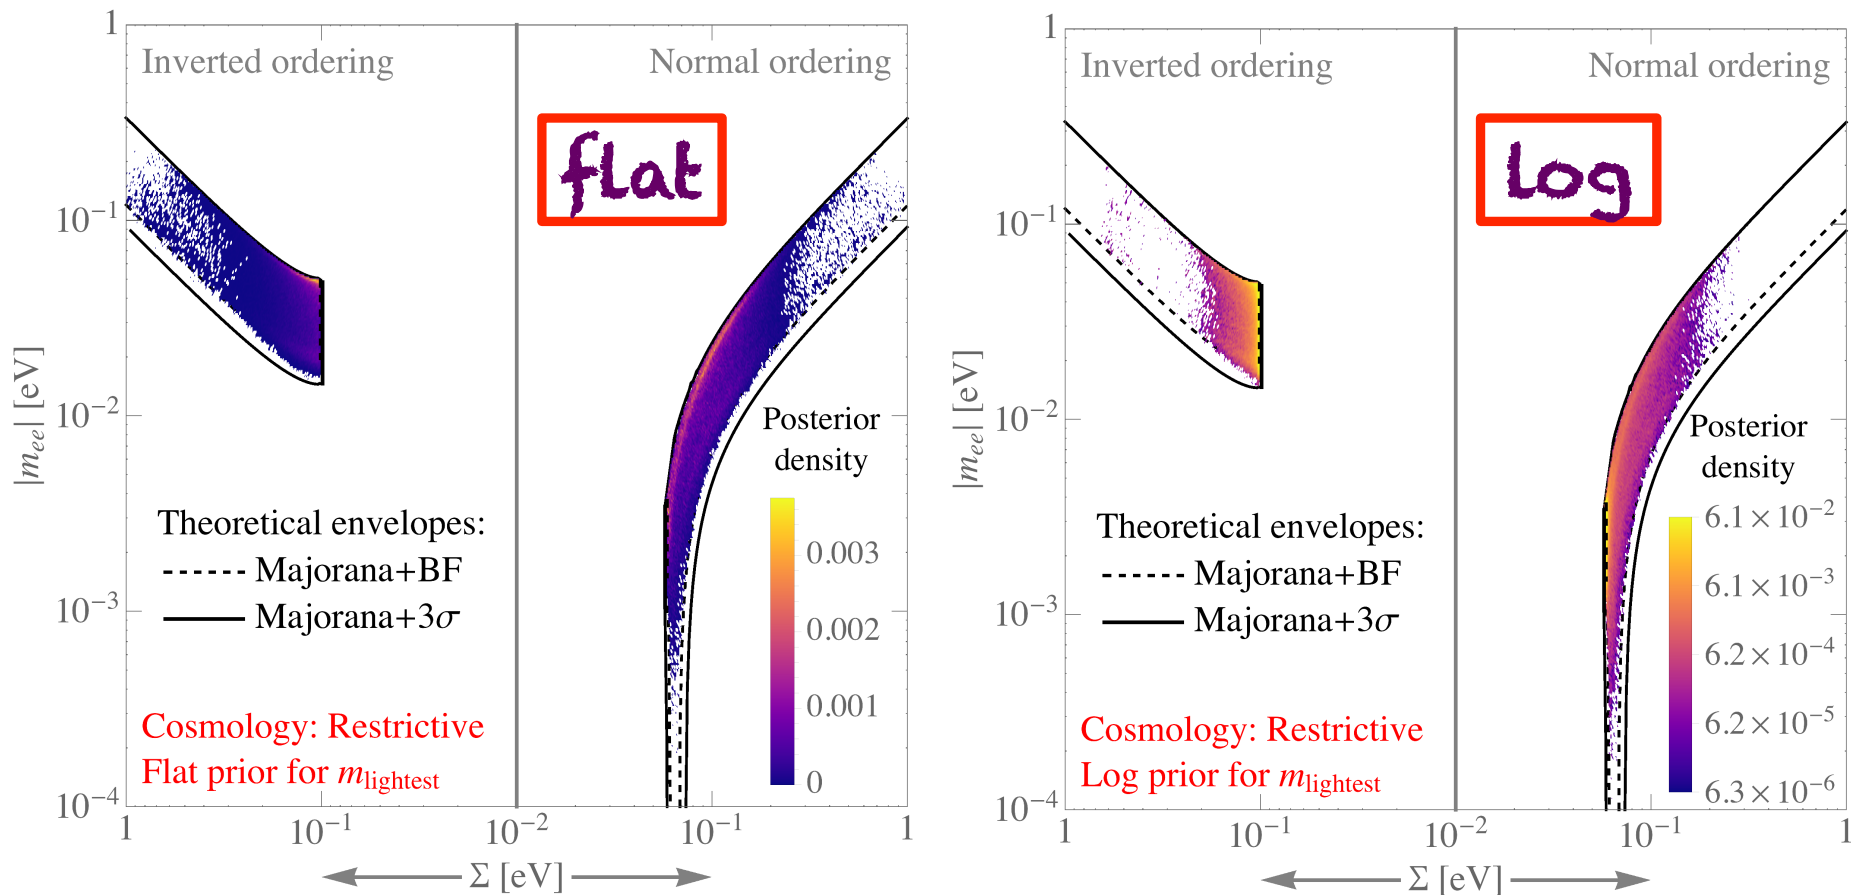 Inverted ordering
Normal ordering
flat
|m_ee| [eV]
1
10⁻¹
10⁻²
10⁻³
10⁻⁴
Posterior
density
0.003
0.002
0.001
0
Theoretical envelopes:
Majorana+BF
Majorana+3σ
Cosmology: Restrictive
Flat prior for m_lightest
1
10⁻¹
10⁻²
10⁻¹
1
Σ [eV]
Inverted ordering
Normal ordering
log
|m_ee| [eV]
1
10⁻¹
10⁻²
10⁻³
10⁻⁴
Posterior
density
6.1×10⁻²
6.1×10⁻³
6.2×10⁻⁴
6.2×10⁻⁵
6.3×10⁻⁶
Theoretical envelopes:
Majorana+BF
Majorana+3σ
Cosmology: Restrictive
Log prior for m_lightest
1
10⁻¹
10⁻²
10⁻¹
1
Σ [eV]